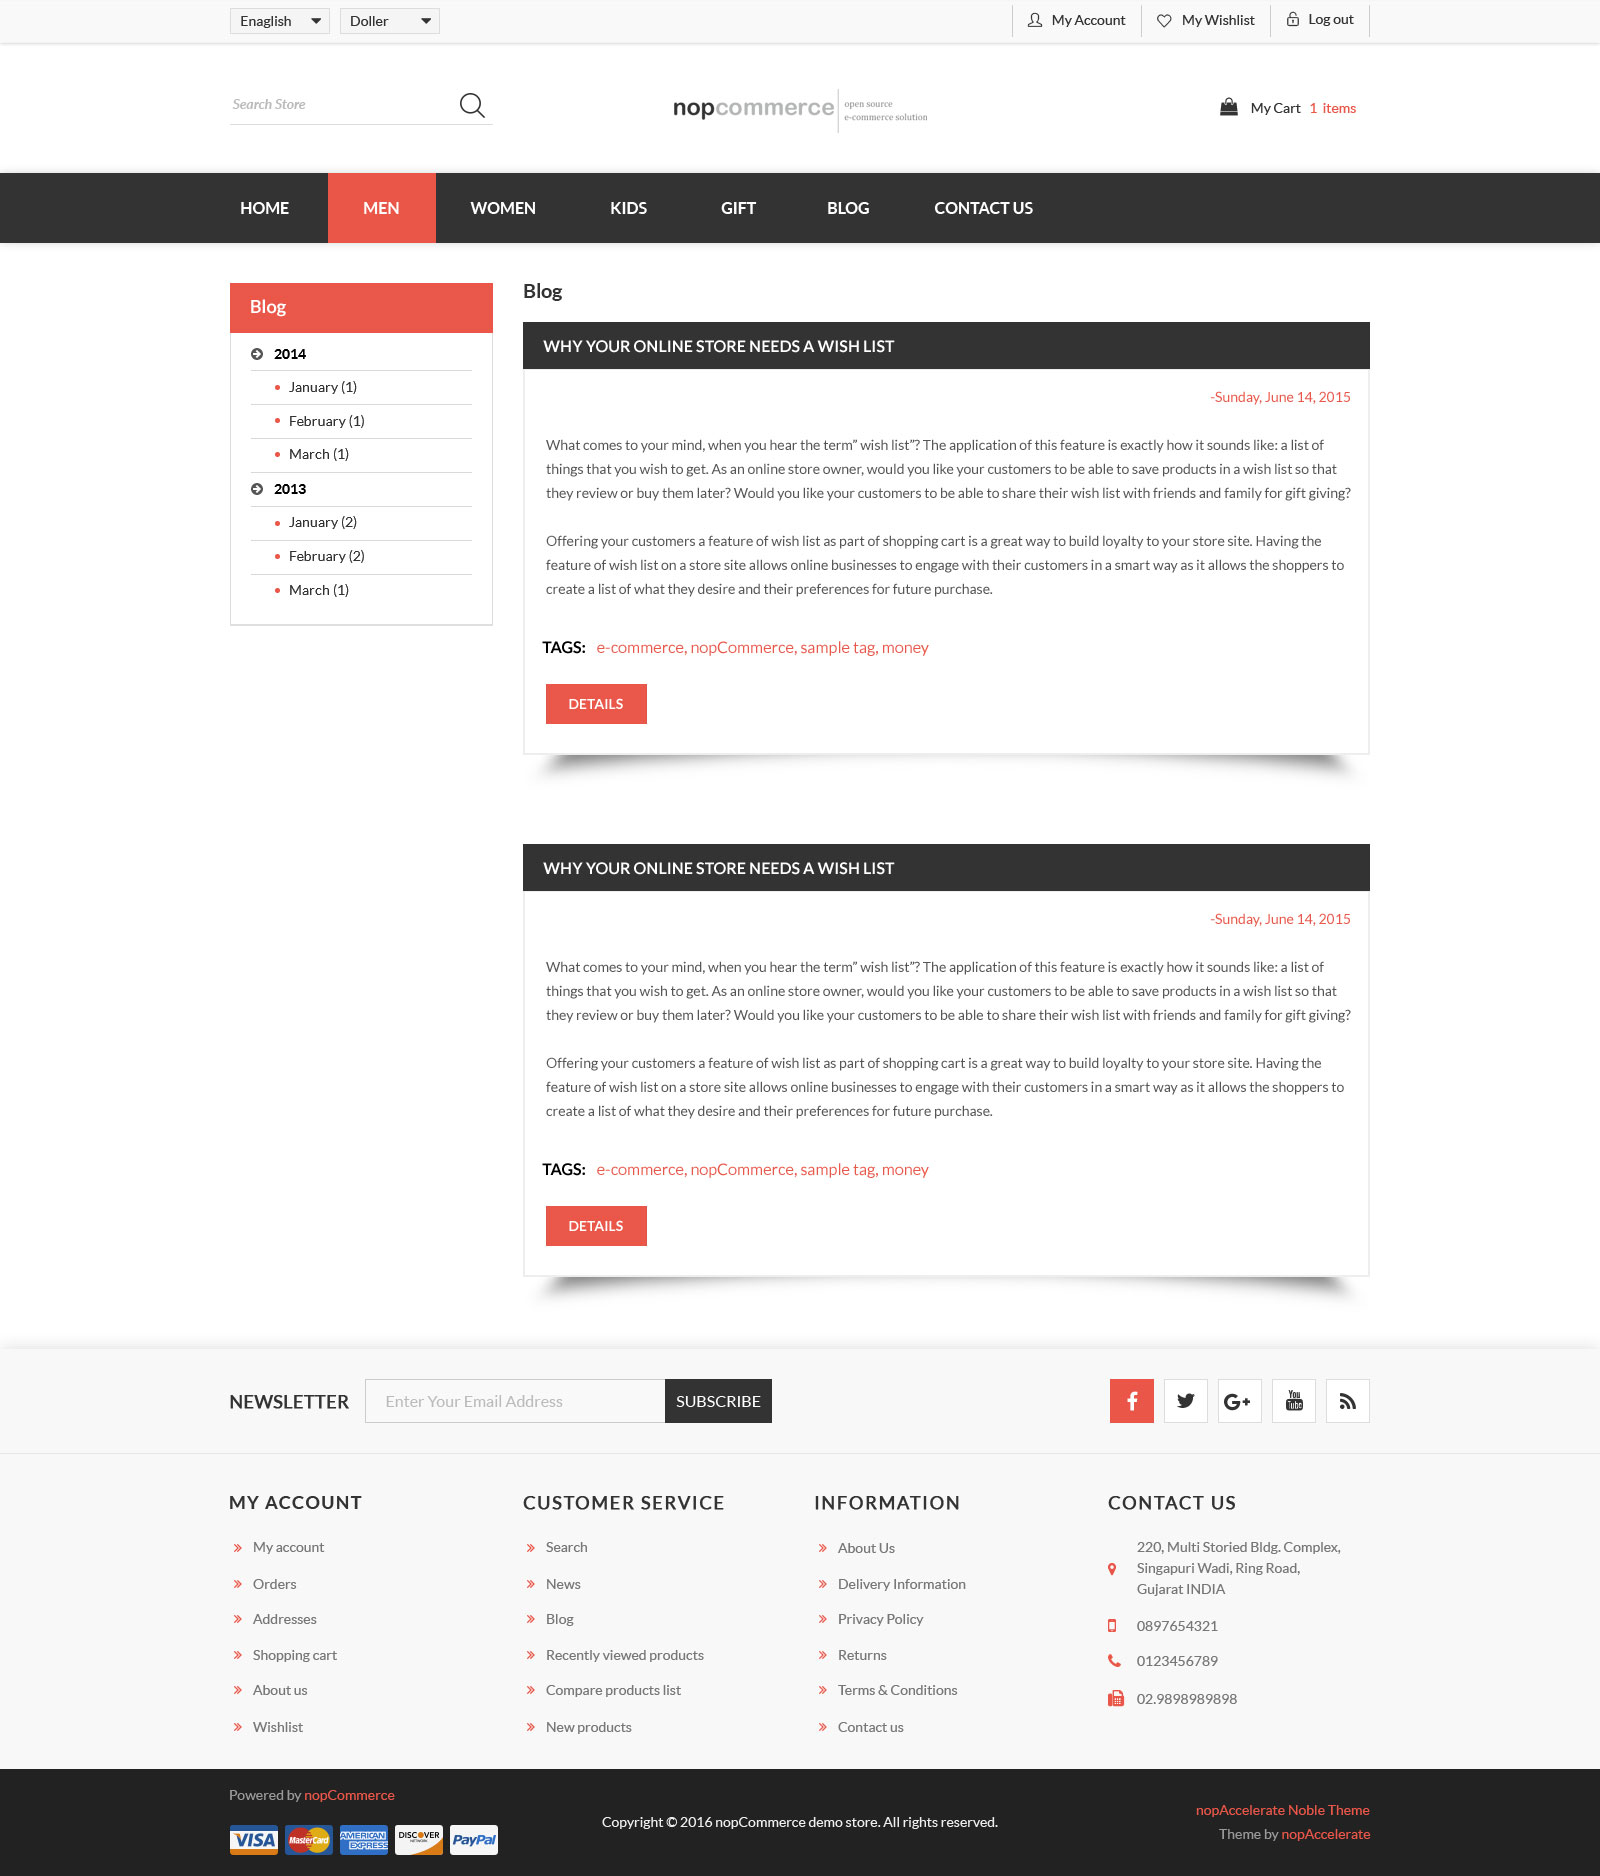 Enaglish Doller My Account My Wishlist Log out
Search Store
nopcommerce
open source
e-commerce solution
My Cart 1 items
HOME MEN WOMEN KIDS GIFT BLOG CONTACT US
Blog
2014
January (1)
February (1)
March (1)
2013
January (2)
February (2)
March (1)
Blog
WHY YOUR ONLINE STORE NEEDS A WISH LIST
-Sunday, June 14, 2015
What comes to your mind, when you hear the term” wish list”? The application of this feature is exactly how it sounds like: a list of
things that you wish to get. As an online store owner, would you like your customers to be able to save products in a wish list so that
they review or buy them later? Would you like your customers to be able to share their wish list with friends and family for gift giving?
Offering your customers a feature of wish list as part of shopping cart is a great way to build loyalty to your store site. Having the
feature of wish list on a store site allows online businesses to engage with their customers in a smart way as it allows the shoppers to
create a list of what they desire and their preferences for future purchase.
TAGS: e-commerce, nopCommerce, sample tag, money
DETAILS
WHY YOUR ONLINE STORE NEEDS A WISH LIST
-Sunday, June 14, 2015
What comes to your mind, when you hear the term” wish list”? The application of this feature is exactly how it sounds like: a list of
things that you wish to get. As an online store owner, would you like your customers to be able to save products in a wish list so that
they review or buy them later? Would you like your customers to be able to share their wish list with friends and family for gift giving?
Offering your customers a feature of wish list as part of shopping cart is a great way to build loyalty to your store site. Having the
feature of wish list on a store site allows online businesses to engage with their customers in a smart way as it allows the shoppers to
create a list of what they desire and their preferences for future purchase.
TAGS: e-commerce, nopCommerce, sample tag, money
DETAILS
NEWSLETTER Enter Your Email Address SUBSCRIBE
f G+ You Tube
MY ACCOUNT
My account
Orders
Addresses
Shopping cart
About us
Wishlist
CUSTOMER SERVICE
Search
News
Blog
Recently viewed products
Compare products list
New products
INFORMATION
About Us
Delivery Information
Privacy Policy
Returns
Terms & Conditions
Contact us
CONTACT US
220, Multi Storied Bldg. Complex,
Singapuri Wadi, Ring Road,
Gujarat INDIA
0897654321
0123456789
02.9898989898
Powered by nopCommerce
VISA MasterCard AMERICAN EXPRESS DISCOVER NETWORK PayPal
Copyright © 2016 nopCommerce demo store. All rights reserved.
nopAccelerate Noble Theme
Theme by nopAccelerate